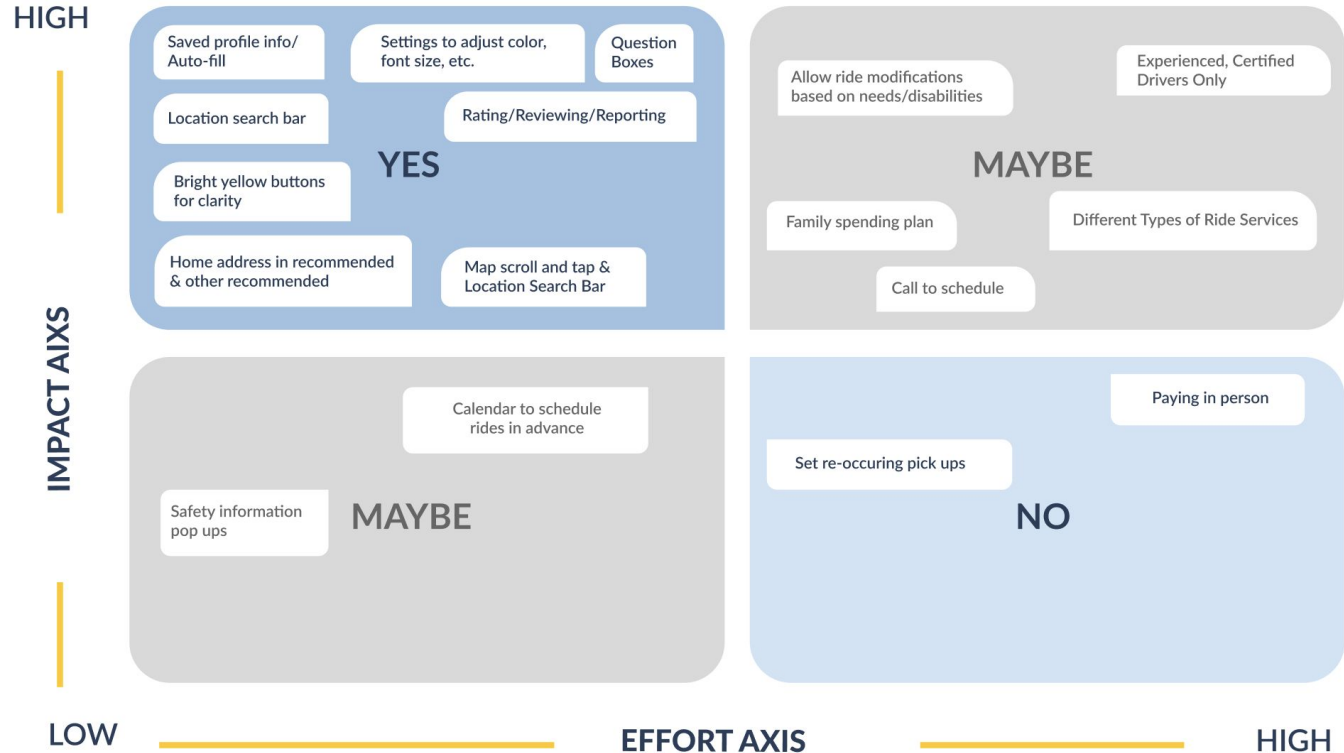 HIGH
Saved profile info/
Auto-fill
Settings to adjust color,
font size, etc.
Question
Boxes
Location search bar
Rating/Reviewing/Reporting
YES
Bright yellow buttons
for clarity
Home address in recommended
& other recommended
Map scroll and tap &
Location Search Bar
Allow ride modifications
based on needs/disabilities
Experienced, Certified
Drivers Only
MAYBE
Family spending plan
Different Types of Ride Services
Call to schedule
IMPACT AIXS
Calendar to schedule
rides in advance
Safety information
pop ups
MAYBE
Paying in person
Set re-occuring pick ups
NO
LOW
EFFORT AXIS
HIGH